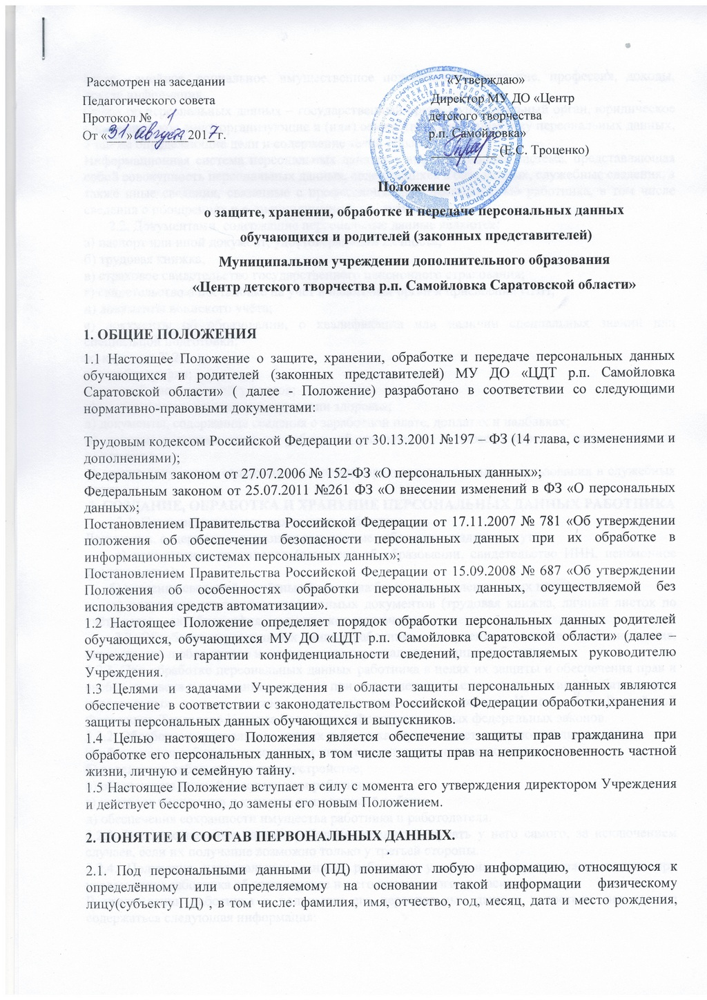 Рассмотрен на заседании
Педагогического совета
Протокол № 1
От «31» августа 2017г.
«Утверждаю»
Директор МУ ДО «Центр
детского творчества
р.п. Самойловка»
(Е.С. Троценко)
Положение
о защите, хранении, обработке и передаче персональных данных
обучающихся и родителей (законных представителей)
Муниципальном учреждении дополнительного образования
«Центр детского творчества р.п. Самойловка Саратовской области»
1. ОБЩИЕ ПОЛОЖЕНИЯ
1.1 Настоящее Положение о защите, хранении, обработке и передаче персональных данных
обучающихся и родителей (законных представителей) МУ ДО «ЦДТ р.п. Самойловка
Саратовской области» ( далее - Положение) разработано в соответствии со следующими
нормативно-правовыми документами:
Трудовым кодексом Российской Федерации от 30.13.2001 №197 – ФЗ (14 глава, с изменениями и
дополнениями);
Федеральным законом от 27.07.2006 № 152-ФЗ «О персональных данных»;
Федеральным законом от 25.07.2011 №261 ФЗ «О внесении изменений в ФЗ «О персональных
данных»;
Постановлением Правительства Российской Федерации от 17.11.2007 № 781 «Об утверждении
положения об обеспечении безопасности персональных данных при их обработке в
информационных системах персональных данных»;
Постановлением Правительства Российской Федерации от 15.09.2008 № 687 «Об утверждении
Положения об особенностях обработки персональных данных, осуществляемой без
использования средств автоматизации».
1.2 Настоящее Положение определяет порядок обработки персональных данных родителей
обучающихся, обучающихся МУ ДО «ЦДТ р.п. Самойловка Саратовской области» (далее –
Учреждение) и гарантии конфиденциальности сведений, предоставляемых руководителю
Учреждения.
1.3 Целями и задачами Учреждения в области защиты персональных данных являются
обеспечение в соответствии с законодательством Российской Федерации обработки,хранения и
защиты персональных данных обучающихся и выпускников.
1.4 Целью настоящего Положения является обеспечение защиты прав гражданина при
обработке его персональных данных, в том числе защиты прав на неприкосновенность частной
жизни, личную и семейную тайну.
1.5 Настоящее Положение вступает в силу с момента его утверждения директором Учреждения
и действует бессрочно, до замены его новым Положением.
2. ПОНЯТИЕ И СОСТАВ ПЕРВОНАЛЬНЫХ ДАННЫХ.
2.1. Под персональными данными (ПД) понимают любую информацию, относящуюся к
определённому или определяемому на основании такой информации физическому
лицу(субъекту ПД) , в том числе: фамилия, имя, отчество, год, месяц, дата и место рождения,